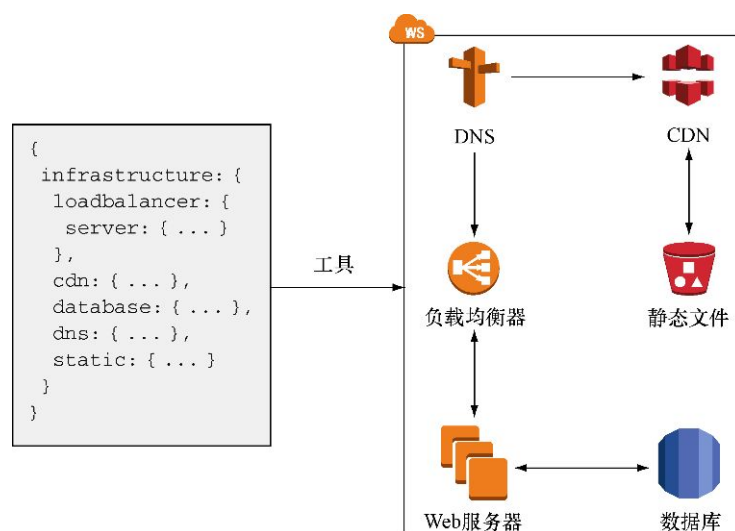 WS
DNS
CDN
{
infrastructure: {
loadbalancer: {
server: { ... }
},
cdn: { ... },
database: { ... },
dns: { ... },
static: { ... }
}
}
工具
负载均衡器
静态文件
Web服务器
数据库